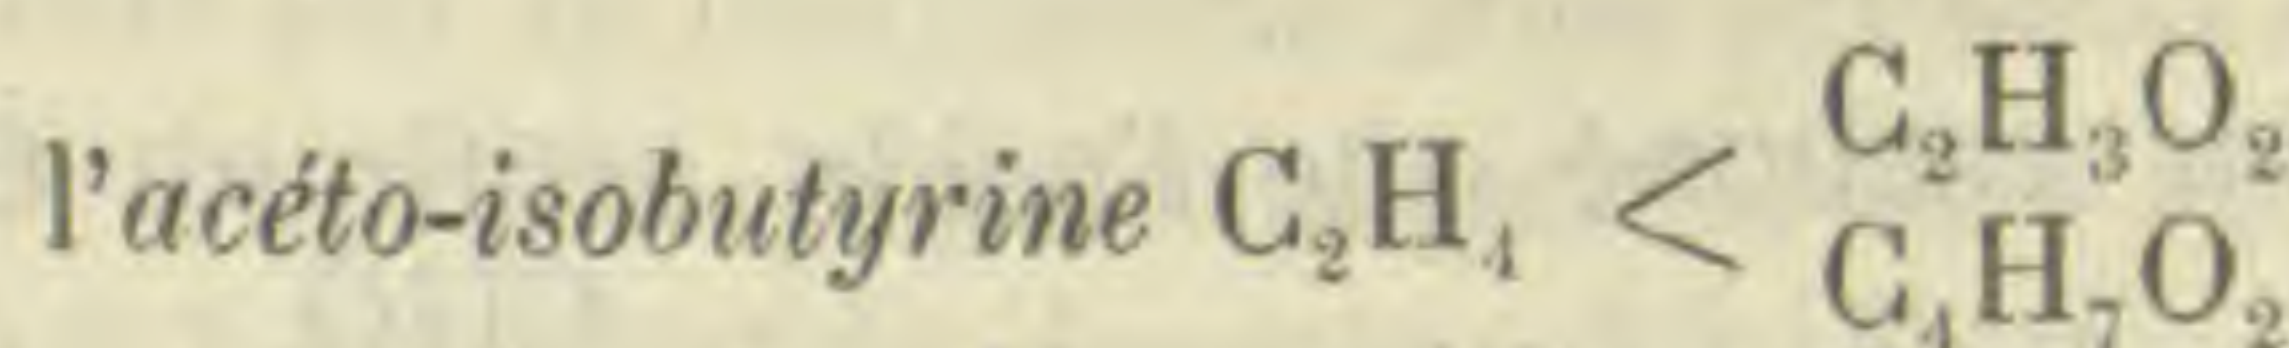 l'acéto-isobutyrine C₂H₄ < C₂H₃O₂
C₄H₇O₂